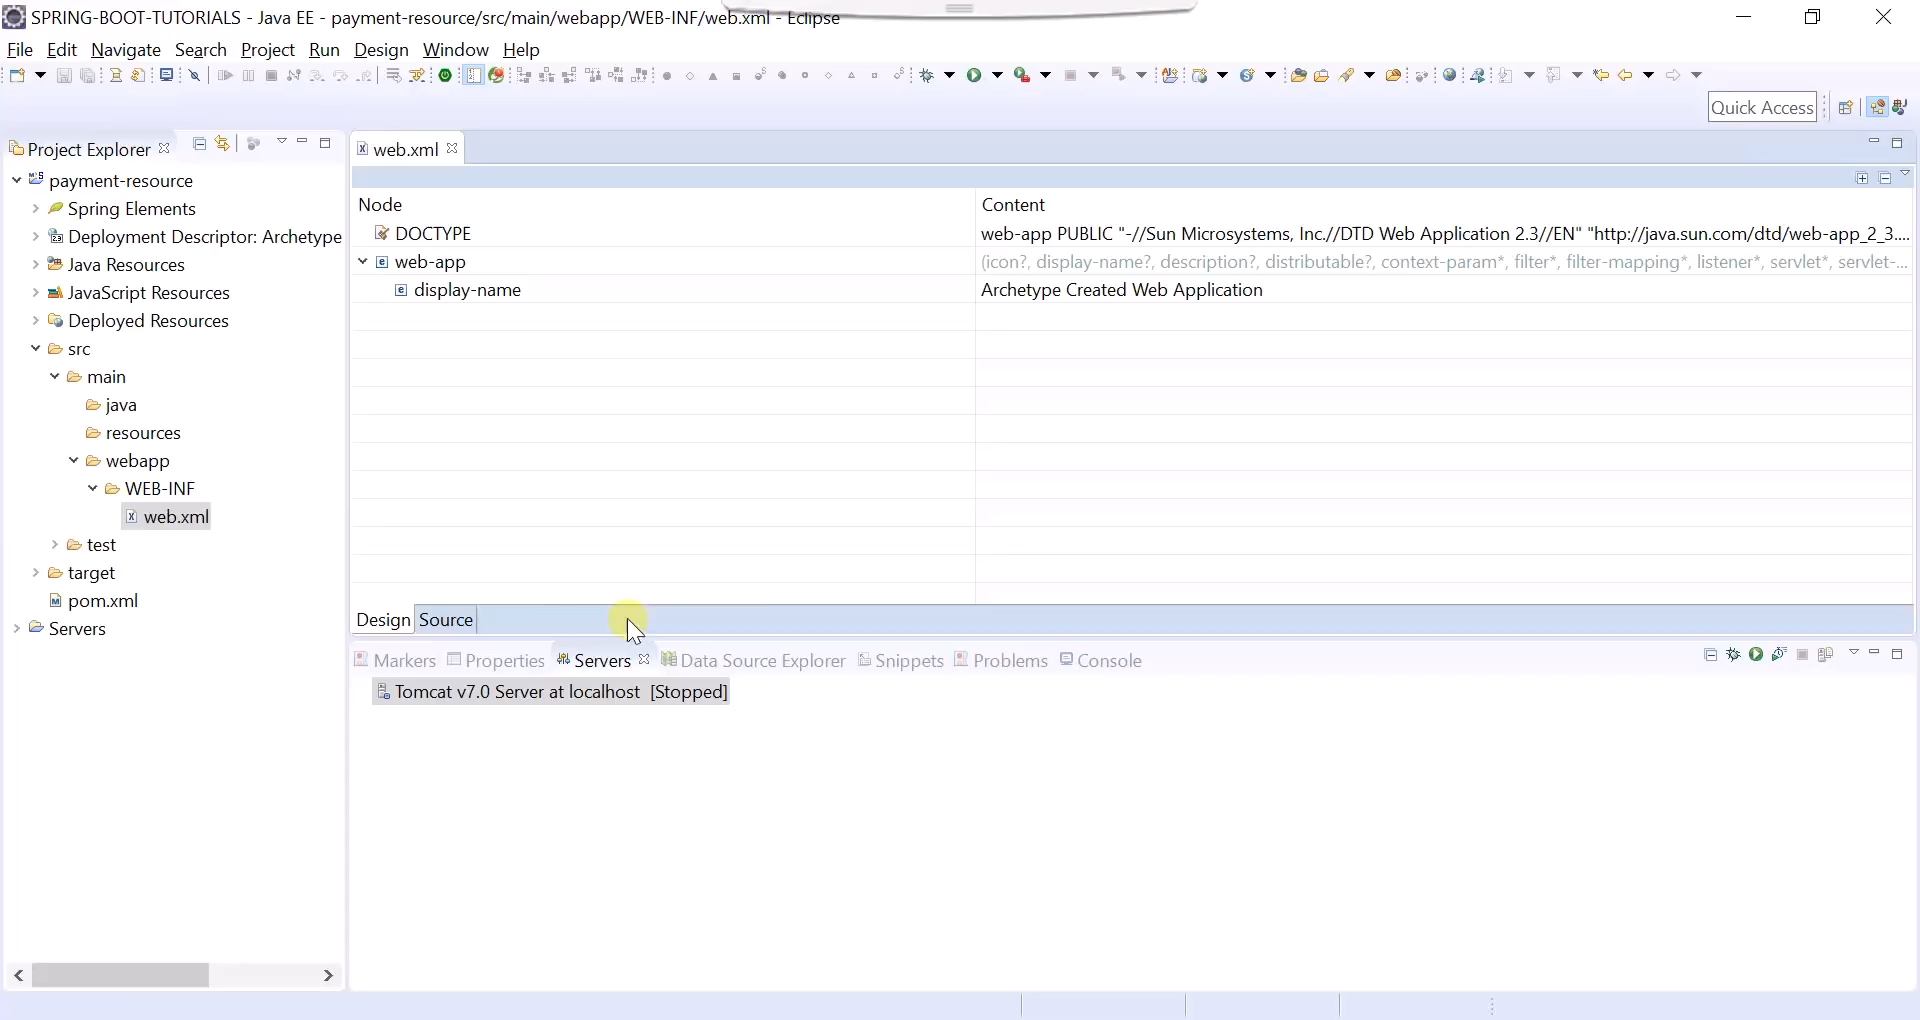 SPRING-BOOT-TUTORIALS - Java EE - payment-resource/src/main/webapp/WEB-INF/web.xml - Eclipse
File Edit Navigate Search Project Run Design Window Help
Quick Access
Project Explorer
payment-resource
Spring Elements
Deployment Descriptor: Archetype
Java Resources
JavaScript Resources
Deployed Resources
src
main
java
resources
webapp
WEB-INF
web.xml
test
target
pom.xml
Servers
web.xml
Node Content
DOCTYPE web-app PUBLIC "-//Sun Microsystems, Inc.//DTD Web Application 2.3//EN" "http://java.sun.com/dtd/web-app_2_3....
web-app (icon?, display-name?, description?, distributable?, context-param*, filter*, filter-mapping*, listener*, servlet*, servlet-...
display-name Archetype Created Web Application
Design Source
Markers Properties Servers Data Source Explorer Snippets Problems Console
Tomcat v7.0 Server at localhost [Stopped]